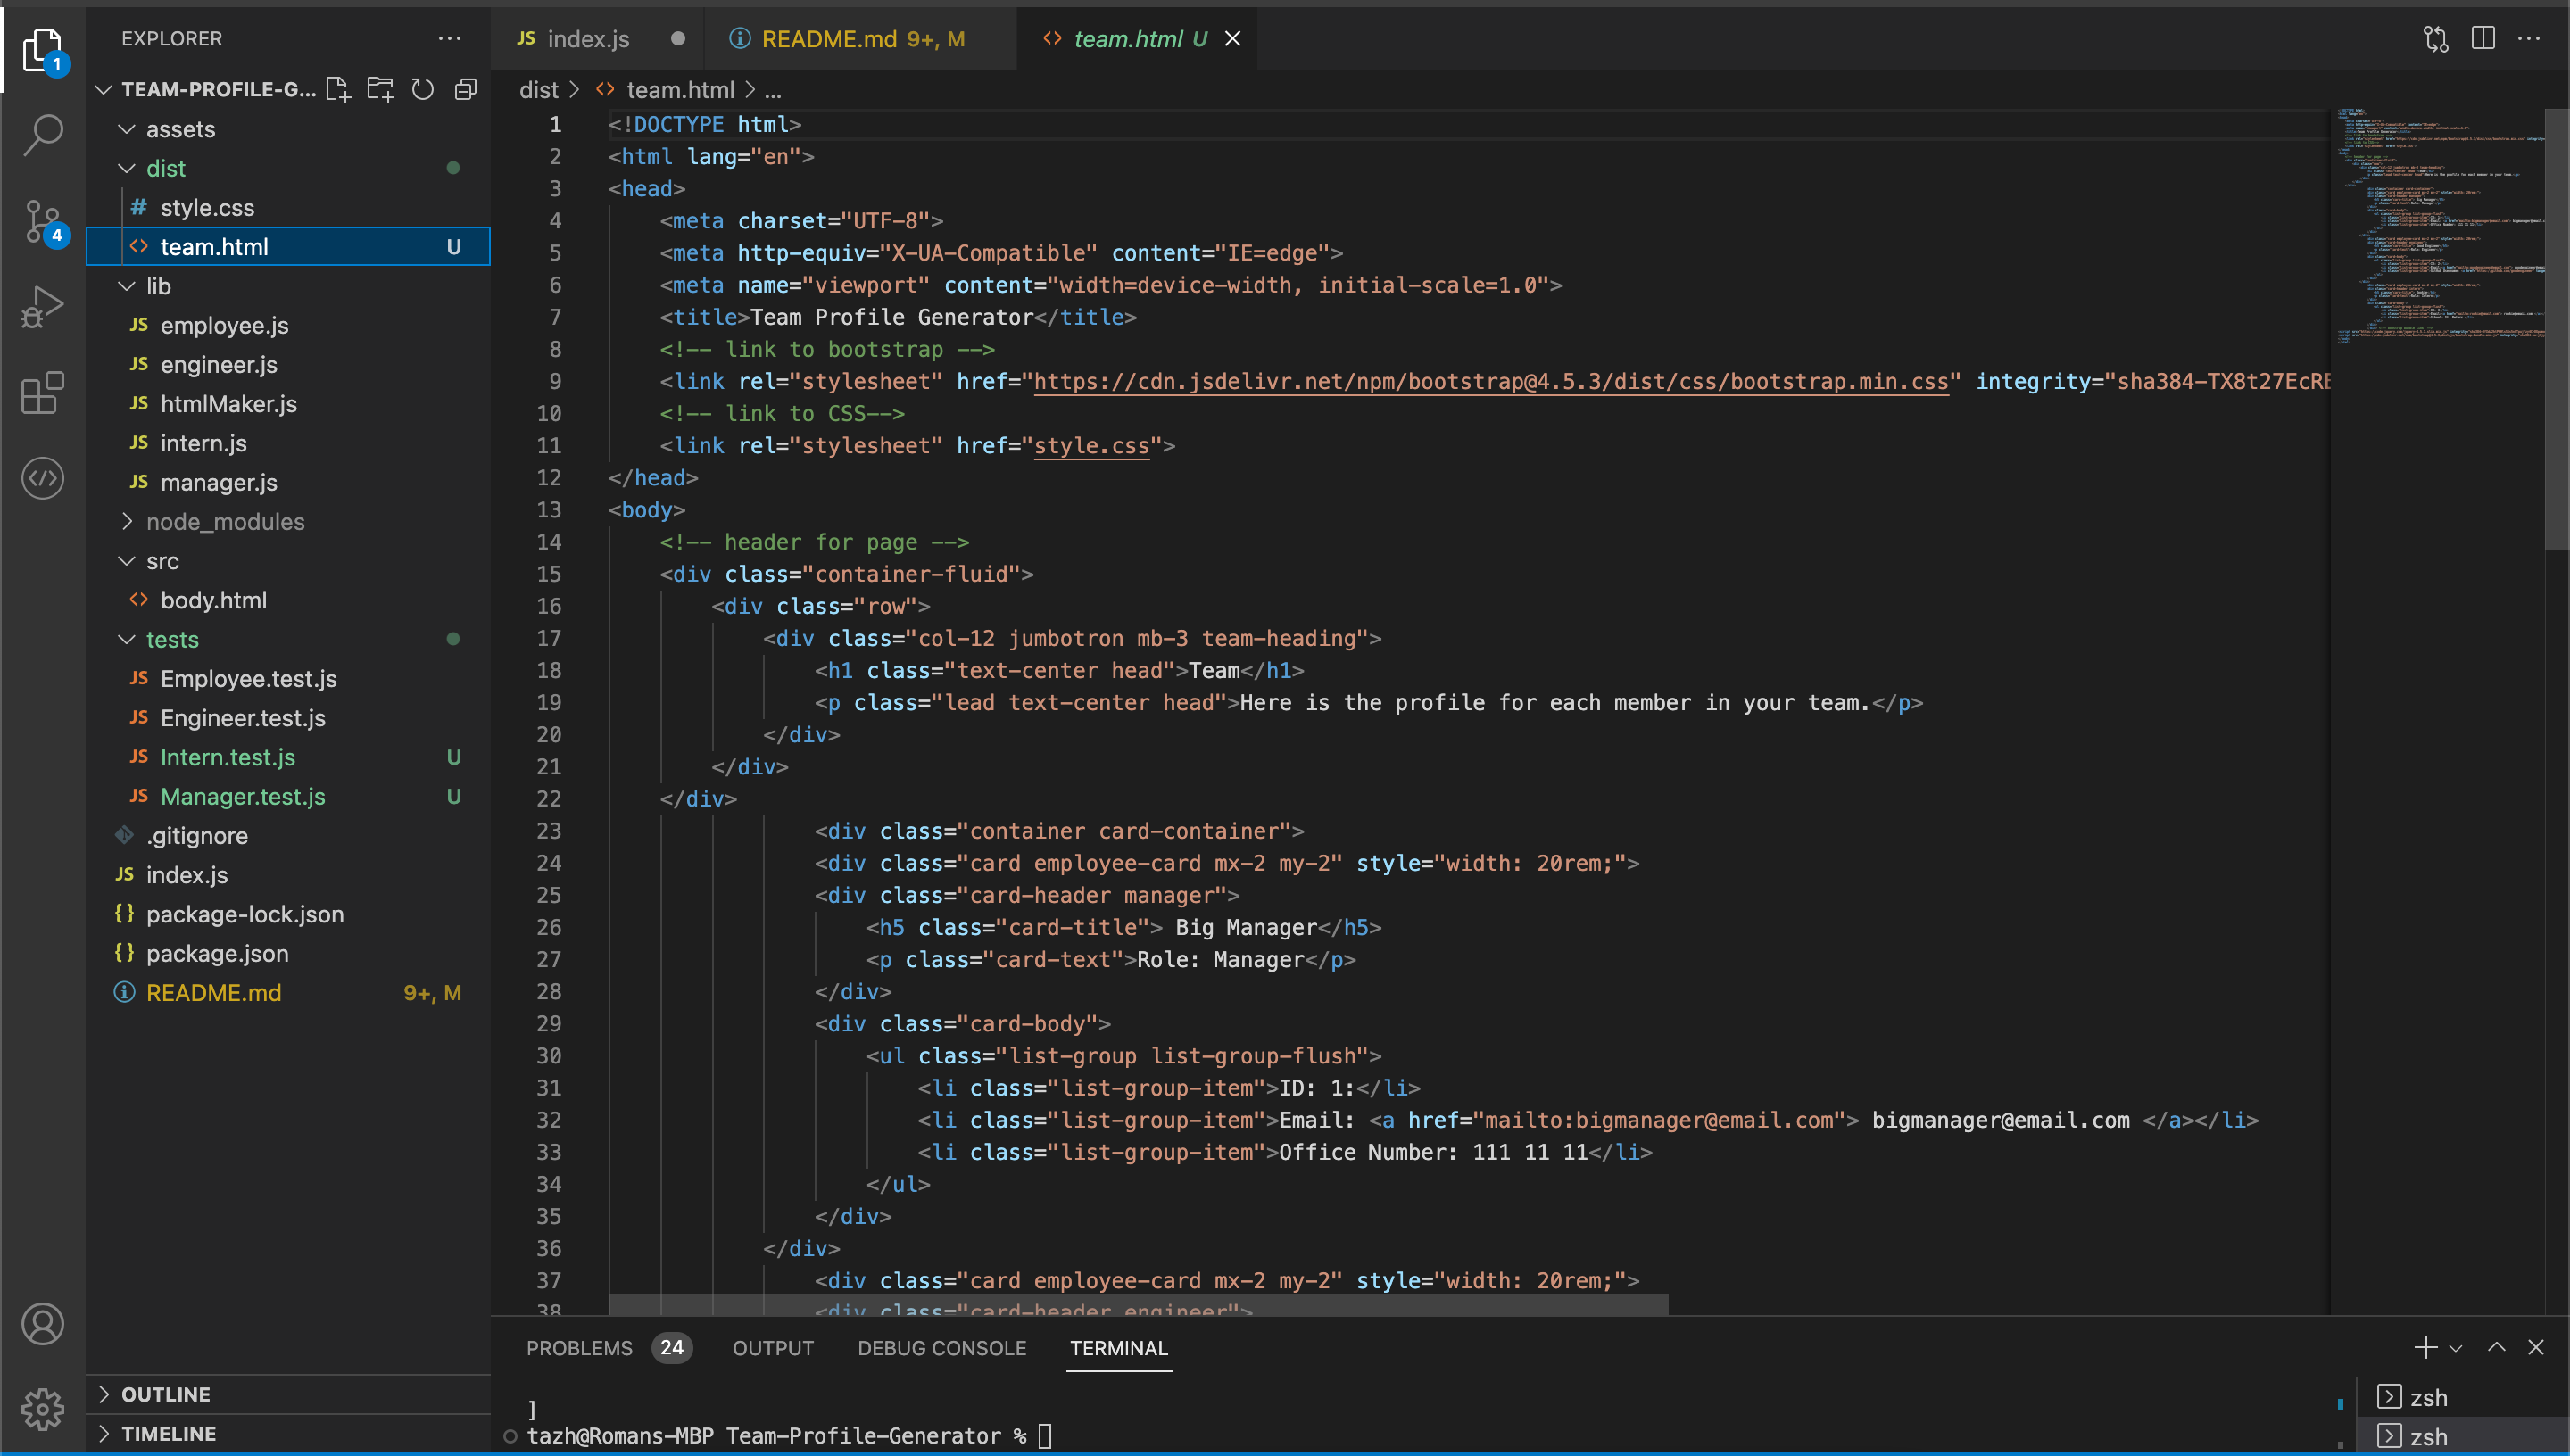 EXPLORER
TEAM-PROFILE-G...
assets
dist
# style.css
<> team.html U
lib
JS employee.js
JS engineer.js
JS htmlMaker.js
JS intern.js
JS manager.js
node_modules
src
<> body.html
tests
JS Employee.test.js
JS Engineer.test.js
JS Intern.test.js U
JS Manager.test.js U
.gitignore
JS index.js
{} package-lock.json
{} package.json
README.md 9+, M
OUTLINE
TIMELINE
1
4
JS index.js
README.md 9+, M
<> team.html U
dist > <> team.html > ...
1 <!DOCTYPE html>
2 <html lang="en">
3 <head>
4 <meta charset="UTF-8">
5 <meta http-equiv="X-UA-Compatible" content="IE=edge">
6 <meta name="viewport" content="width=device-width, initial-scale=1.0">
7 <title>Team Profile Generator</title>
8 <!-- link to bootstrap -->
9 <link rel="stylesheet" href="https://cdn.jsdelivr.net/npm/bootstrap@4.5.3/dist/css/bootstrap.min.css" integrity="sha384-TX8t27EcRE
10 <!-- link to CSS-->
11 <link rel="stylesheet" href="style.css">
12 </head>
13 <body>
14 <!-- header for page -->
15 <div class="container-fluid">
16 <div class="row">
17 <div class="col-12 jumbotron mb-3 team-heading">
18 <h1 class="text-center head">Team</h1>
19 <p class="lead text-center head">Here is the profile for each member in your team.</p>
20 </div>
21 </div>
22 </div>
23 <div class="container card-container">
24 <div class="card employee-card mx-2 my-2" style="width: 20rem;">
25 <div class="card-header manager">
26 <h5 class="card-title"> Big Manager</h5>
27 <p class="card-text">Role: Manager</p>
28 </div>
29 <div class="card-body">
30 <ul class="list-group list-group-flush">
31 <li class="list-group-item">ID: 1:</li>
32 <li class="list-group-item">Email: <a href="mailto:bigmanager@email.com"> bigmanager@email.com </a></li>
33 <li class="list-group-item">Office Number: 111 11 11</li>
34 </ul>
35 </div>
36 </div>
37 <div class="card employee-card mx-2 my-2" style="width: 20rem;">
38 <div class="card-header engineer">
PROBLEMS 24 OUTPUT DEBUG CONSOLE TERMINAL
]
tazh@Romans-MBP Team-Profile-Generator %
zsh
zsh